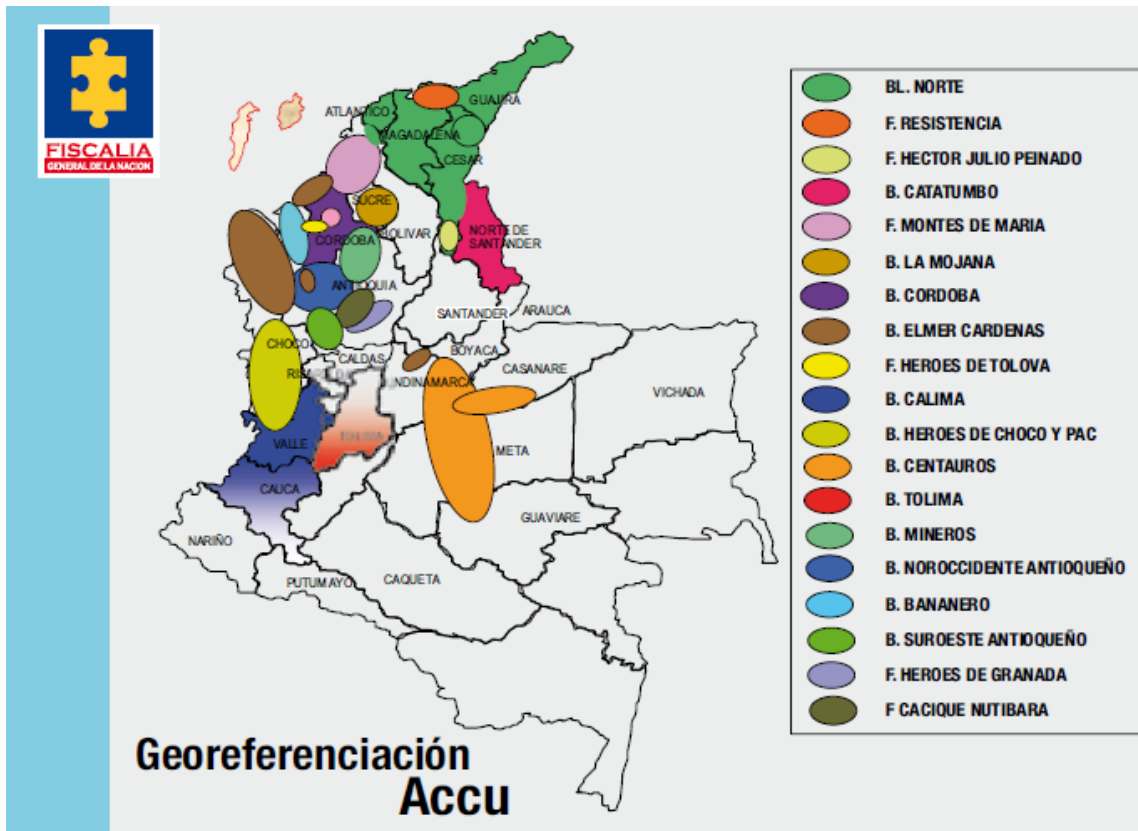 FISCALIA
GENERAL DE LA NACION
ATLANTICO
GUAJIRA
MAGADALENA
CESAR
SUCRE
CORDOBA
BOLIVAR
NORTE DE
SANTANDER
ANTIOQUIA
SANTANDER
ARAUCA
CHOCO
CALDAS
BOYACA
CASANARE
NDINAMARCA
VICHADA
TOLIMA
VALLE
META
CAUCA
GUAVIARE
NARIÑO
PUTUMAYO
CAQUETA
BL. NORTE
F. RESISTENCIA
F. HECTOR JULIO PEINADO
B. CATATUMBO
F. MONTES DE MARIA
B. LA MOJANA
B. CORDOBA
B. ELMER CARDENAS
F. HEROES DE TOLOVA
B. CALIMA
B. HEROES DE CHOCO Y PAC
B. CENTAUROS
B. TOLIMA
B. MINEROS
B. NOROCCIDENTE ANTIOQUEÑO
B. BANANERO
B. SUROESTE ANTIOQUEÑO
F. HEROES DE GRANADA
F CACIQUE NUTIBARA
Georeferenciación
Accu